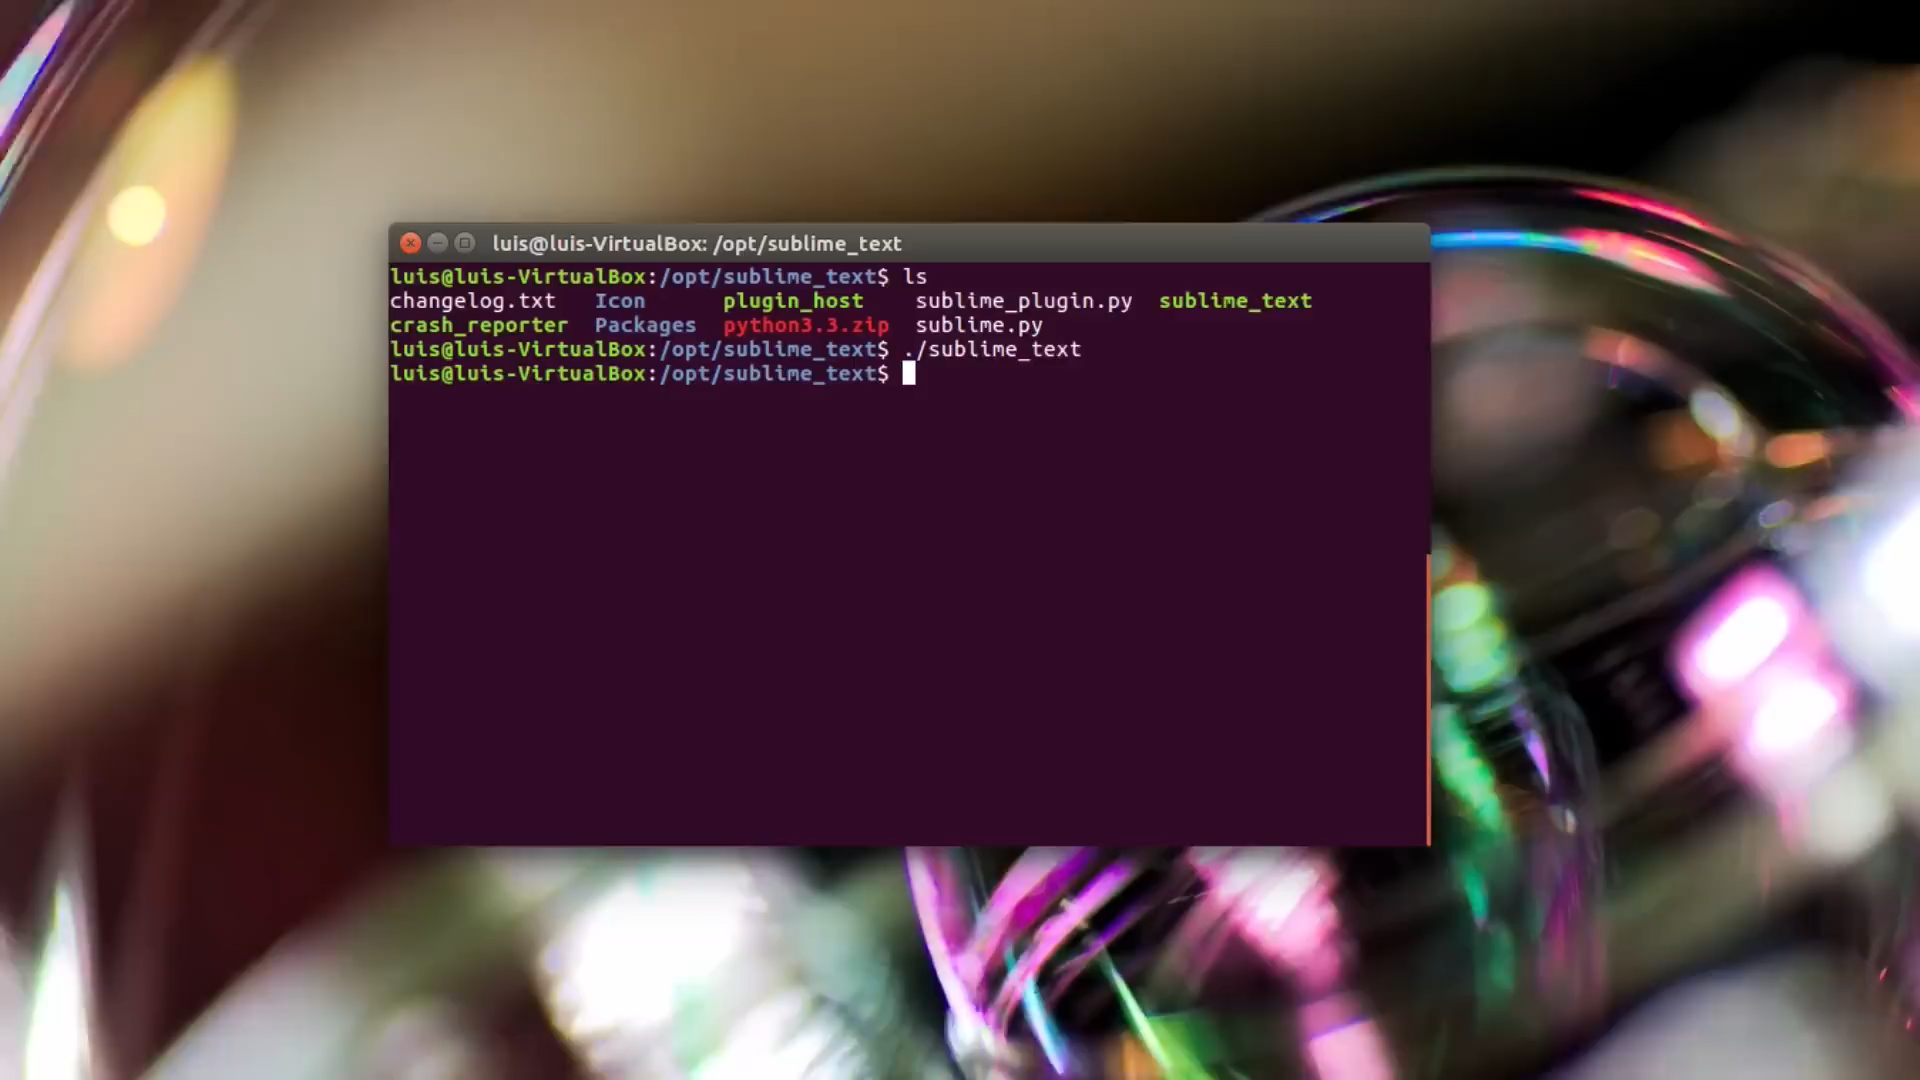 luis@luis-VirtualBox: /opt/sublime_text
luis@luis-VirtualBox:/opt/sublime_text$ ls
changelog.txt Icon plugin_host sublime_plugin.py sublime_text
crash_reporter Packages python3.3.zip sublime.py
luis@luis-VirtualBox:/opt/sublime_text$ ./sublime_text
luis@luis-VirtualBox:/opt/sublime_text$